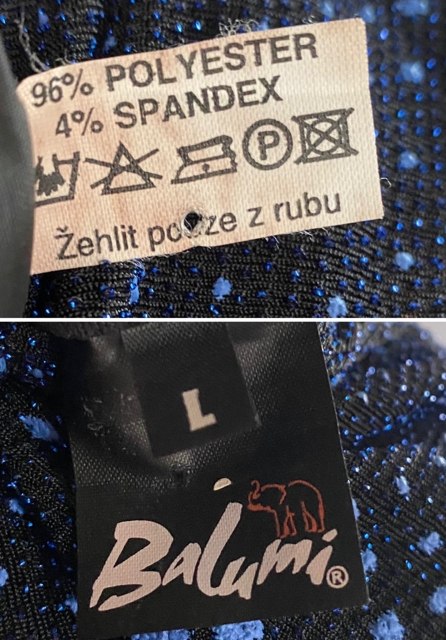 96% POLYESTER
4% SPANDEX
P
Žehlit pouze z rubu
L
Balumi®